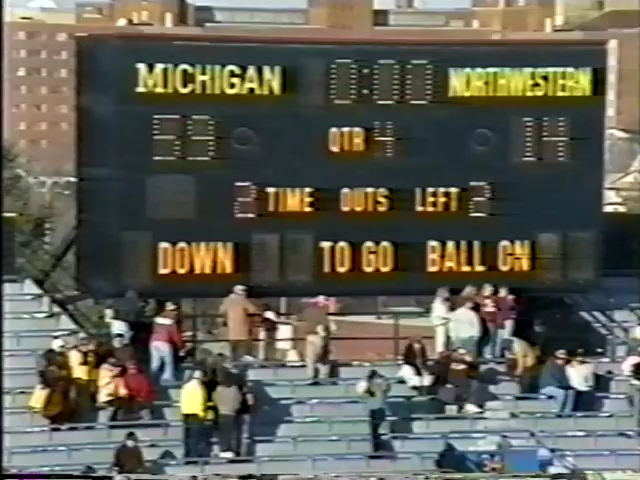 MICHIGAN 0:00 NORTHWESTERN
59 QTR 4 14
2 TIME OUTS LEFT 2
DOWN TO GO BALL ON